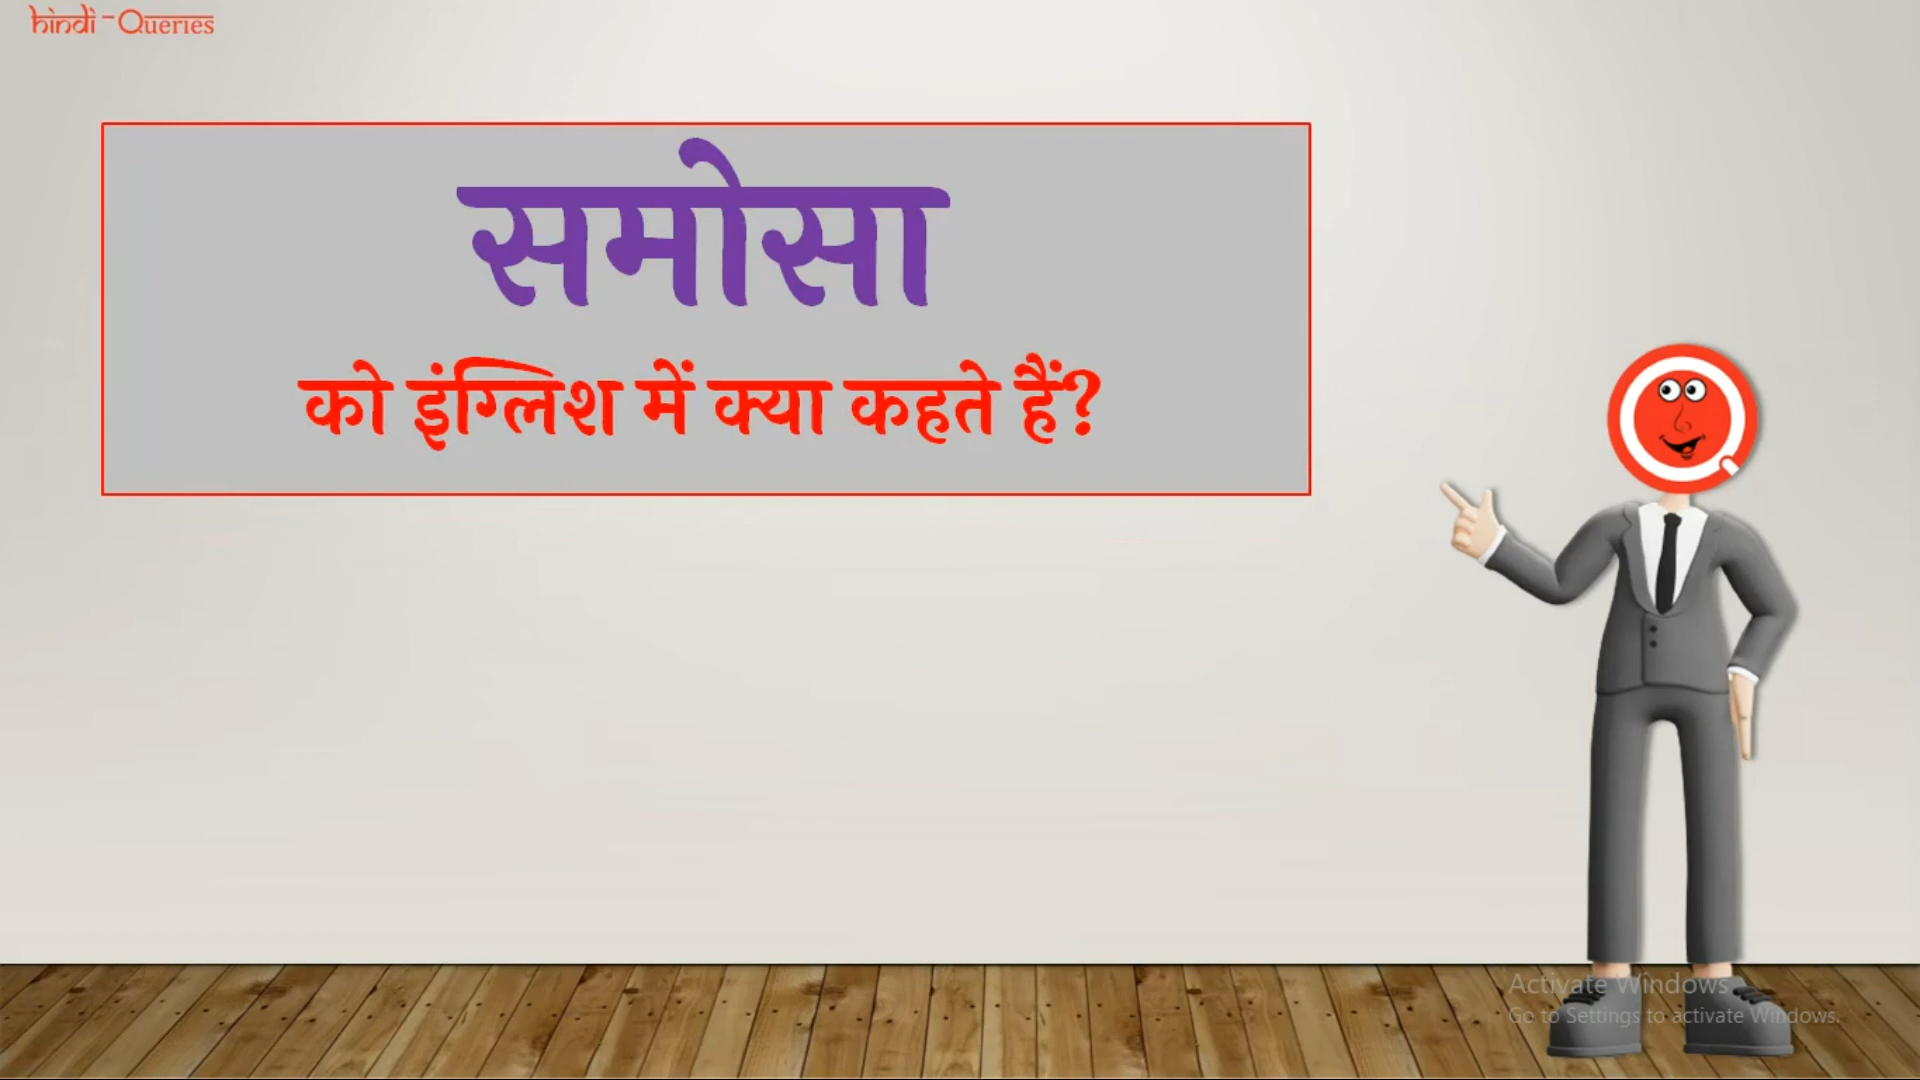 hindi-Queries
समोसा
को इंग्लिश में क्या कहते हैं?
Activate Windows
Go to Settings to activate Windows.